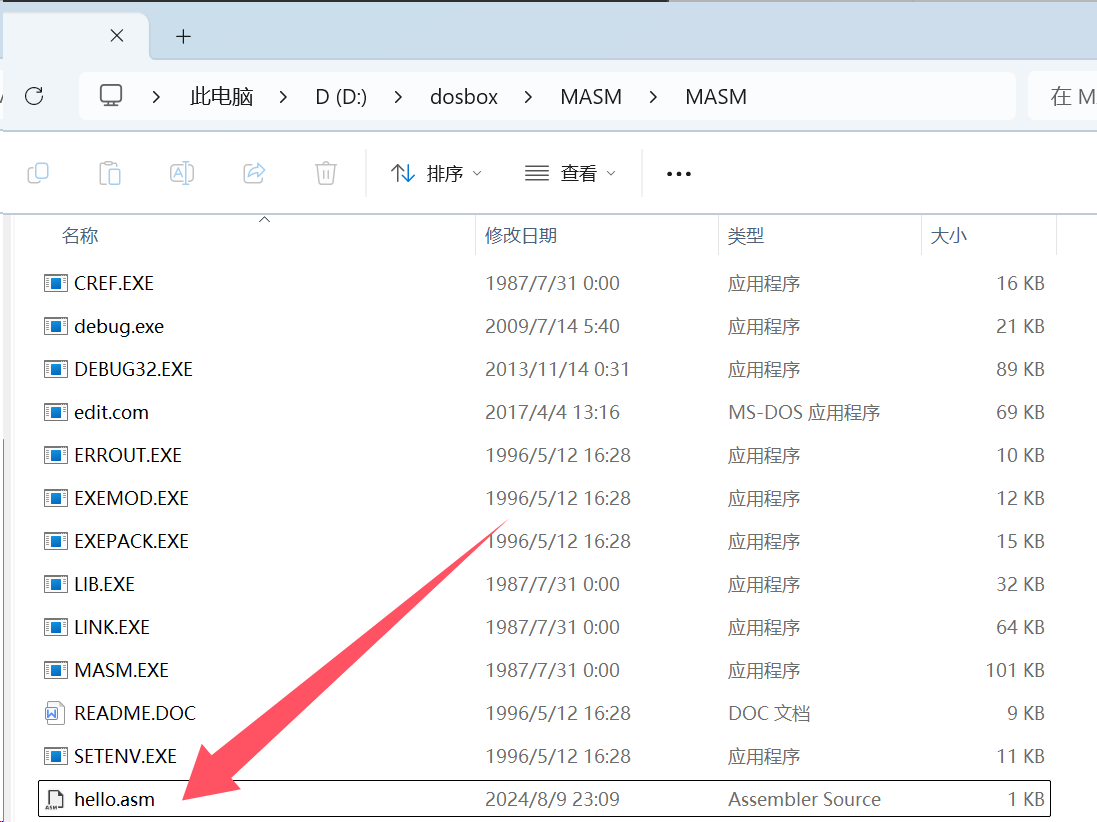 此电脑 D (D:) dosbox MASM MASM 在 M
排序 查看
名称 修改日期 类型 大小
CREF.EXE 1987/7/31 0:00 应用程序 16 KB
debug.exe 2009/7/14 5:40 应用程序 21 KB
DEBUG32.EXE 2013/11/14 0:31 应用程序 89 KB
edit.com 2017/4/4 13:16 MS-DOS 应用程序 69 KB
ERROUT.EXE 1996/5/12 16:28 应用程序 10 KB
EXEMOD.EXE 1996/5/12 16:28 应用程序 12 KB
EXEPACK.EXE 1996/5/12 16:28 应用程序 15 KB
LIB.EXE 1987/7/31 0:00 应用程序 32 KB
LINK.EXE 1987/7/31 0:00 应用程序 64 KB
MASM.EXE 1987/7/31 0:00 应用程序 101 KB
README.DOC 1996/5/12 16:28 DOC 文档 9 KB
SETENV.EXE 1996/5/12 16:28 应用程序 11 KB
hello.asm 2024/8/9 23:09 Assembler Source 1 KB